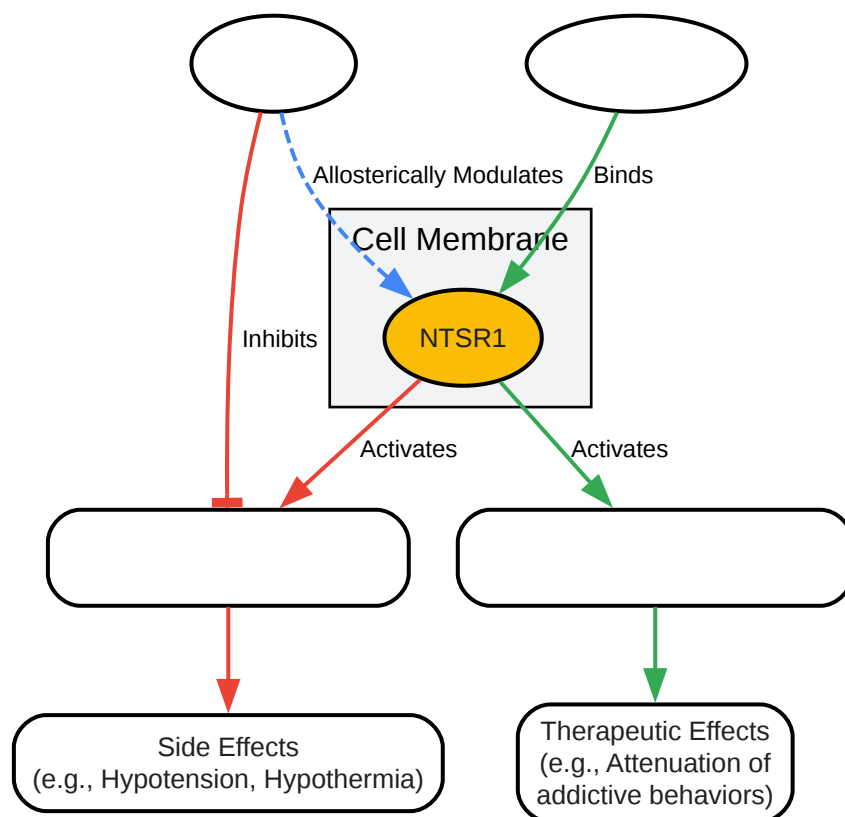 Allosterically Modulates
Binds
Cell Membrane
NTSR1
Inhibits
Activates
Activates
Side Effects
(e.g., Hypotension, Hypothermia)
Therapeutic Effects
(e.g., Attenuation of
addictive behaviors)